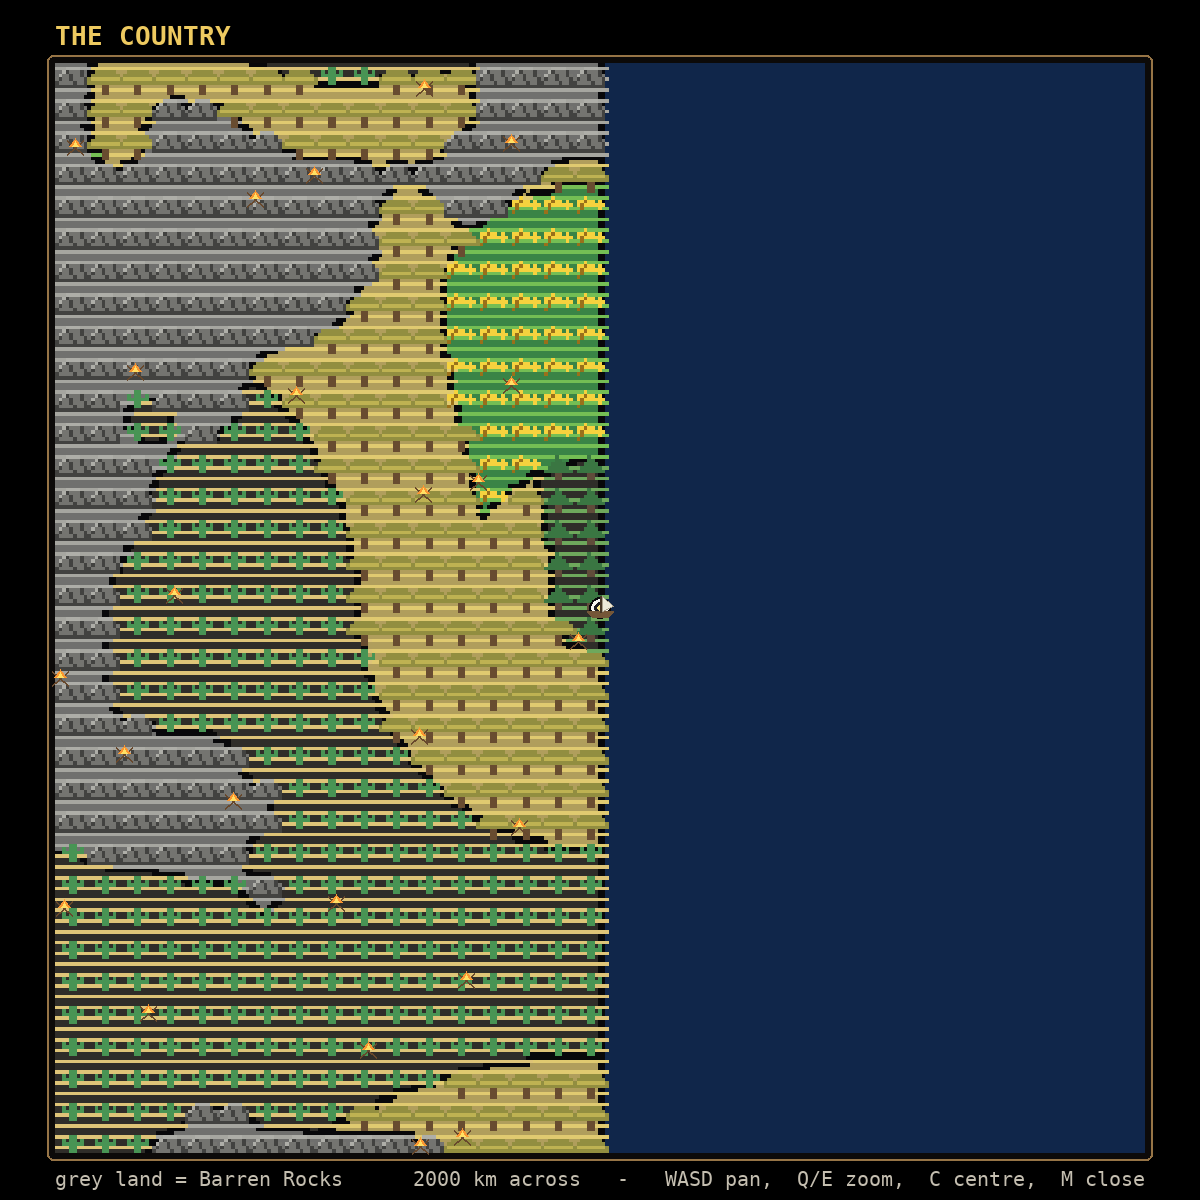 THE COUNTRY
grey land = Barren Rocks 2000 km across - WASD pan, Q/E zoom, C centre, M close